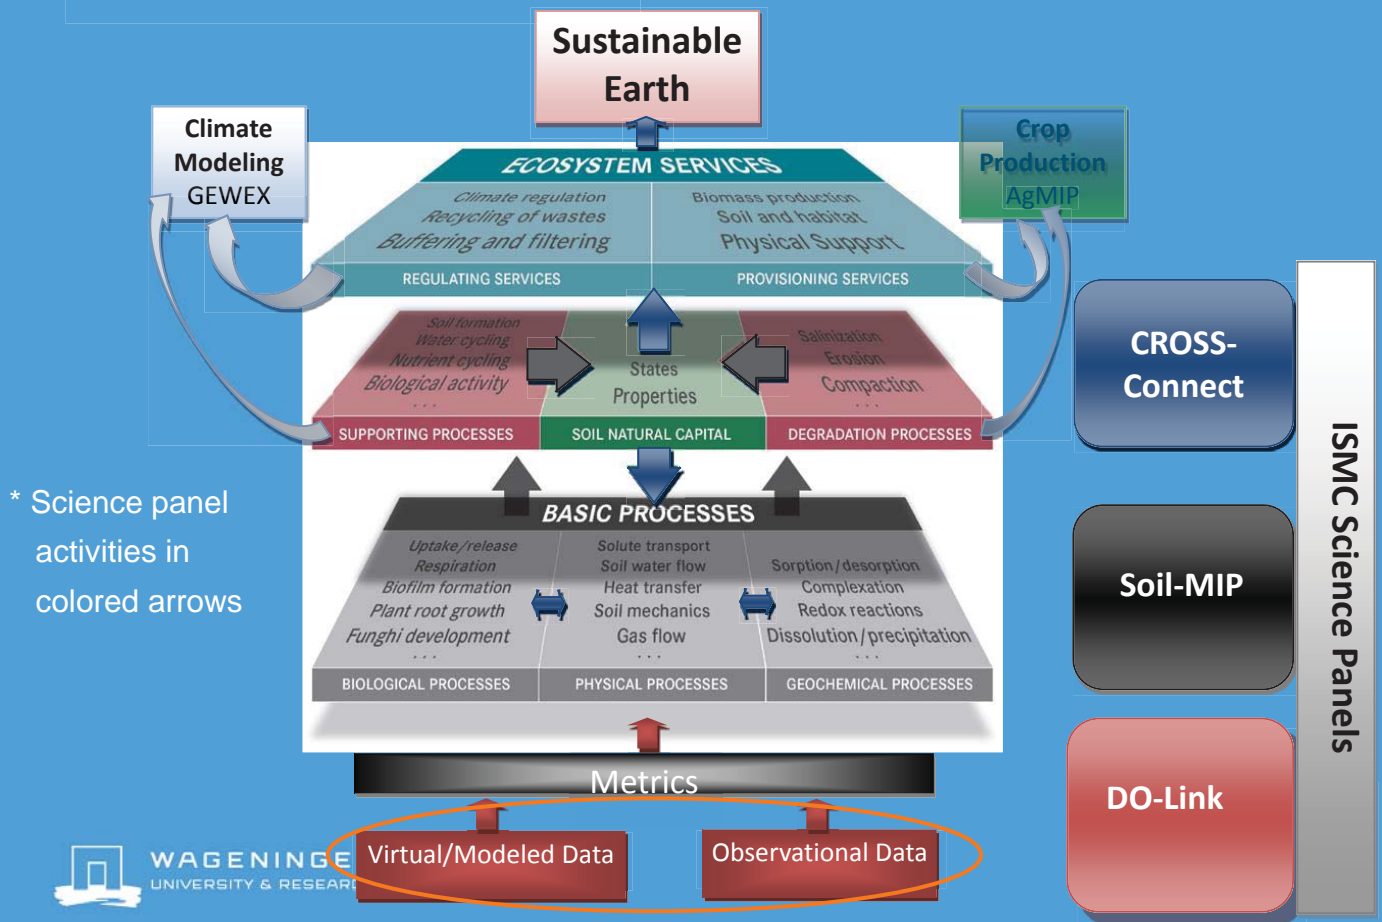 Sustainable
Earth
Climate
Modeling
GEWEX
Crop
Production
AgMIP
ECOSYSTEM SERVICES
Climate regulation
Recycling of wastes
Buffering and filtering
Biomass production
Soil and habitat
Physical Support
REGULATING SERVICES
PROVISIONING SERVICES
Soil formation
Water cycling
Nutrient cycling
Biological activity
. . .
States
Properties
Salinization
Erosion
Compaction
. . .
SUPPORTING PROCESSES
SOIL NATURAL CAPITAL
DEGRADATION PROCESSES
* Science panel
activities in
colored arrows
BASIC PROCESSES
Uptake/release
Respiration
Biofilm formation
Plant root growth
Funghi development
. . .
Solute transport
Soil water flow
Heat transfer
Soil mechanics
Gas flow
. . .
Sorption/desorption
Complexation
Redox reactions
Dissolution/precipitation
. . .
BIOLOGICAL PROCESSES
PHYSICAL PROCESSES
GEOCHEMICAL PROCESSES
Metrics
Virtual/Modeled Data
Observational Data
WAGENINGE
UNIVERSITY & RESEAR
CROSS-
Connect
Soil-MIP
DO-Link
ISMC Science Panels